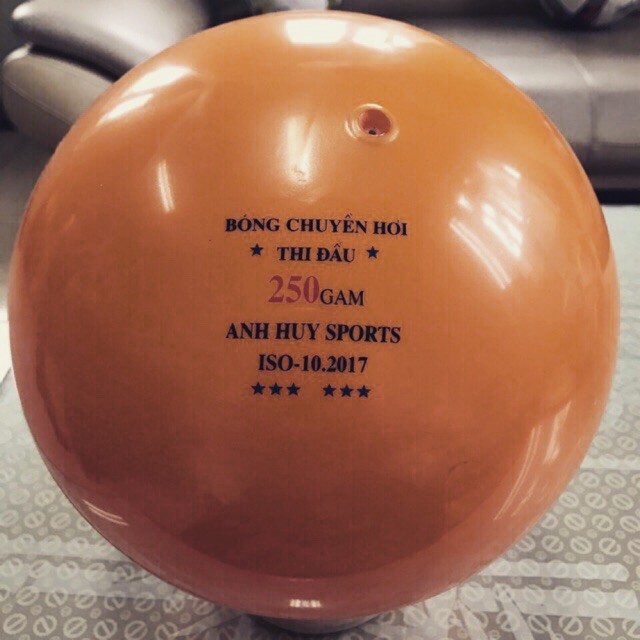 BÓNG CHUYỀN HƠI
★ THI ĐẤU ★
250GAM
ANH HUY SPORTS
ISO-10.2017
★★★ ★★★